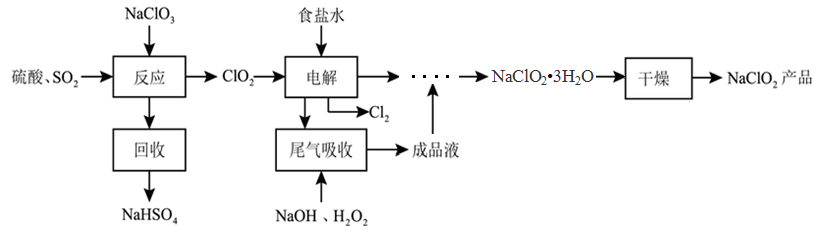 NaClO₃
食盐水
硫酸、SO₂
反应
ClO₂
电解
NaClO₂•3H₂O
干燥
NaClO₂ 产品
Cl₂
回收
尾气吸收
成品液
NaHSO₄
NaOH 、H₂O₂